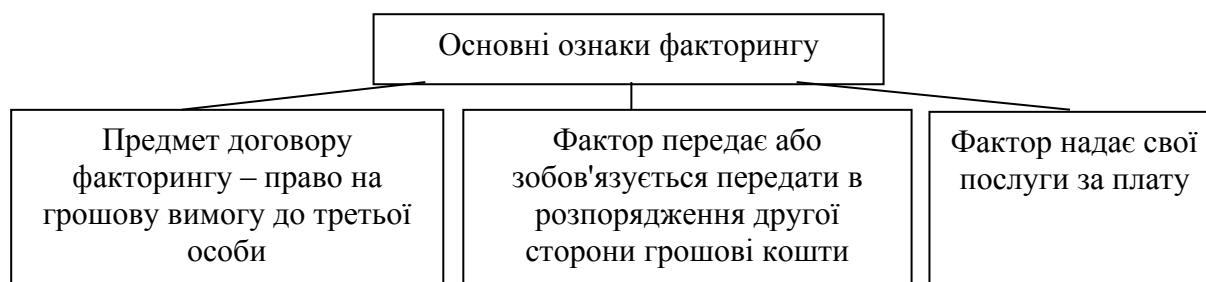 Основні ознаки факторингу
Предмет договору
факторингу – право на
грошову вимогу до третьої
особи
Фактор передає або
зобов'язується передати в
розпорядження другої
сторони грошові кошти
Фактор надає свої
послуги за плату